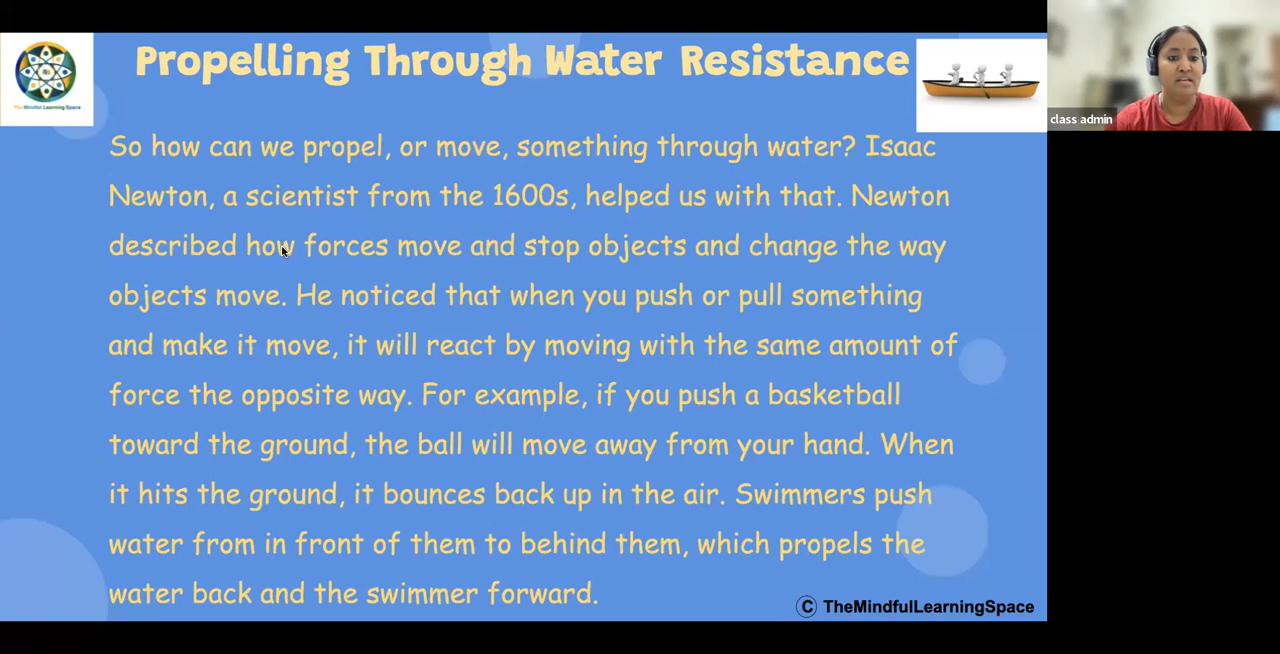 Propelling Through Water Resistance
The Mindful Learning Space
class admin
So how can we propel, or move, something through water? Isaac
Newton, a scientist from the 1600s, helped us with that. Newton
described how forces move and stop objects and change the way
objects move. He noticed that when you push or pull something
and make it move, it will react by moving with the same amount of
force the opposite way. For example, if you push a basketball
toward the ground, the ball will move away from your hand. When
it hits the ground, it bounces back up in the air. Swimmers push
water from in front of them to behind them, which propels the
water back and the swimmer forward.
© TheMindfulLearningSpace